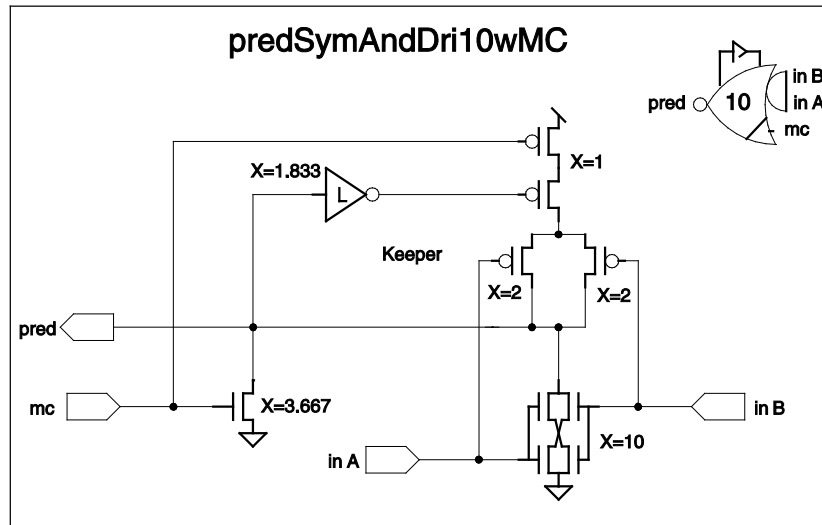 predSymAndDri10wMC
in B
pred
10
in A
mc
X=1.833
X=1
L
Keeper
X=2
X=2
pred
mc
X=3.667
in B
X=10
in A